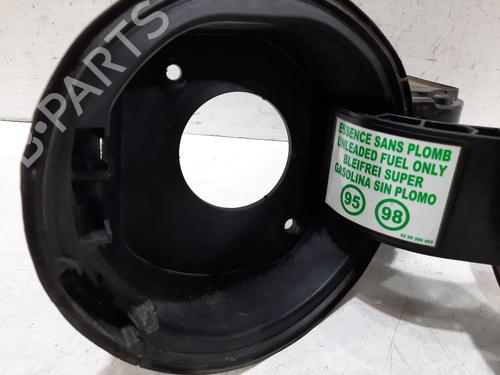 B-PARTS
ESSENCE SANS PLOMB
UNLEADED FUEL ONLY
BLEIFREI SUPER
GASOLINA SIN PLOMO
95 98